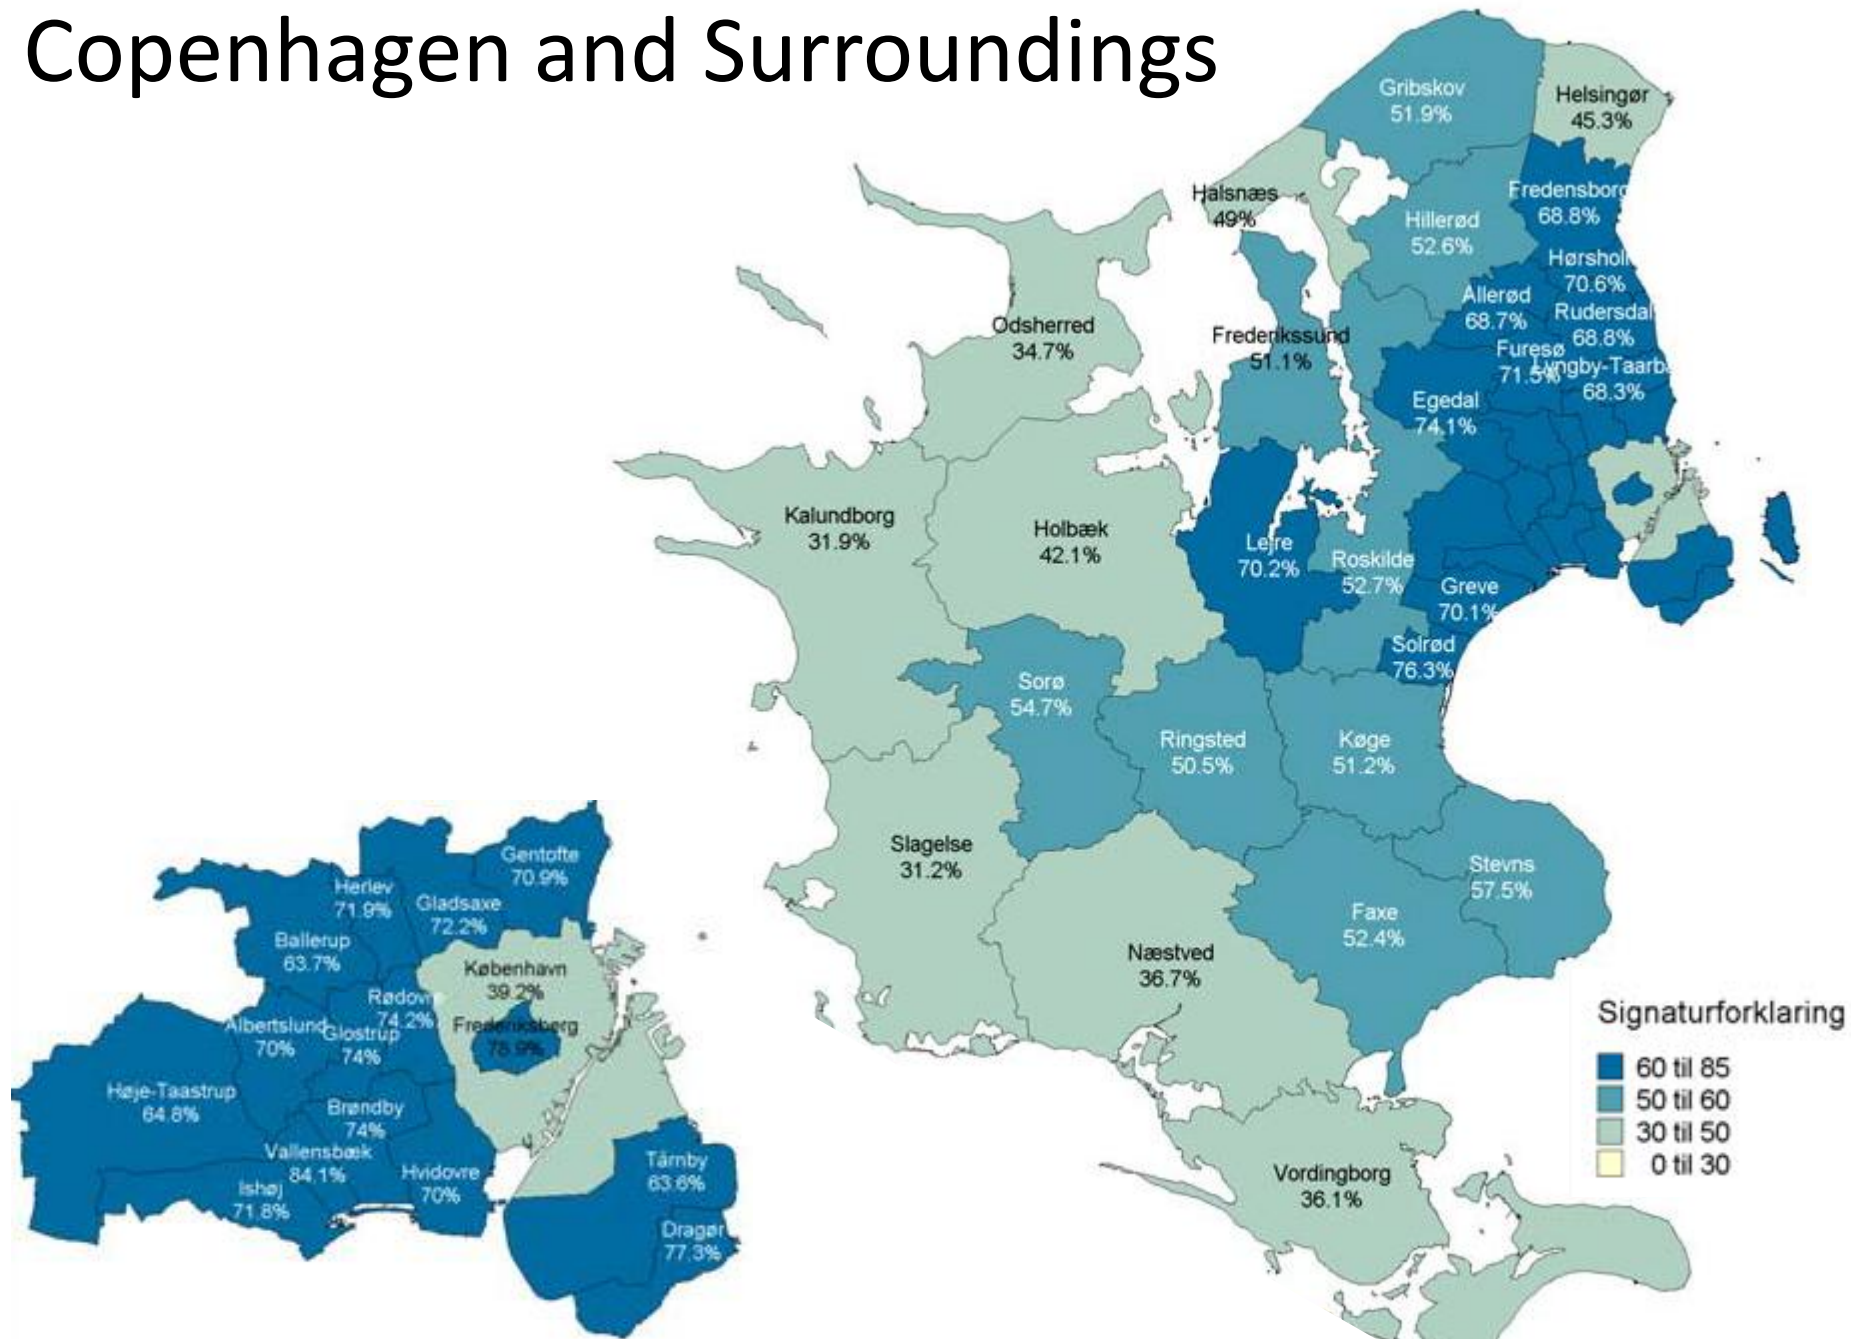 Copenhagen and Surroundings
Gribskov
51.9%
Helsingør
45.3%
Halsnæs
49%
Hillerød
52.6%
Fredensborg
68.8%
Hørsholm
70.6%
Allerød
68.7%
Rudersdal
68.8%
Furesø
71.5%
Lyngby-Taarb
68.3%
Odsherred
34.7%
Frederikssund
51.1%
Egedal
74.1%
Kalundborg
31.9%
Holbæk
42.1%
Lejre
70.2%
Roskilde
52.7%
Greve
70.1%
Solrød
76.3%
Sorø
54.7%
Ringsted
50.5%
Køge
51.2%
Slagelse
31.2%
Stevns
57.5%
Faxe
52.4%
Næstved
36.7%
Vordingborg
36.1%
Gentofte
70.9%
Herlev
71.9%
Gladsaxe
72.2%
Ballerup
63.7%
København
39.2%
Rødovre
74.2%
Frederiksberg
Albertslund
70%
Glostrup
74%
Høje-Taastrup
64.8%
Brøndby
74%
Vallensbæk
84.1%
Hvidovre
70%
Ishøj
71.8%
Tårnby
63.6%
Dragør
77.3%
Signaturforklaring
60 til 85
50 til 60
30 til 50
0 til 30